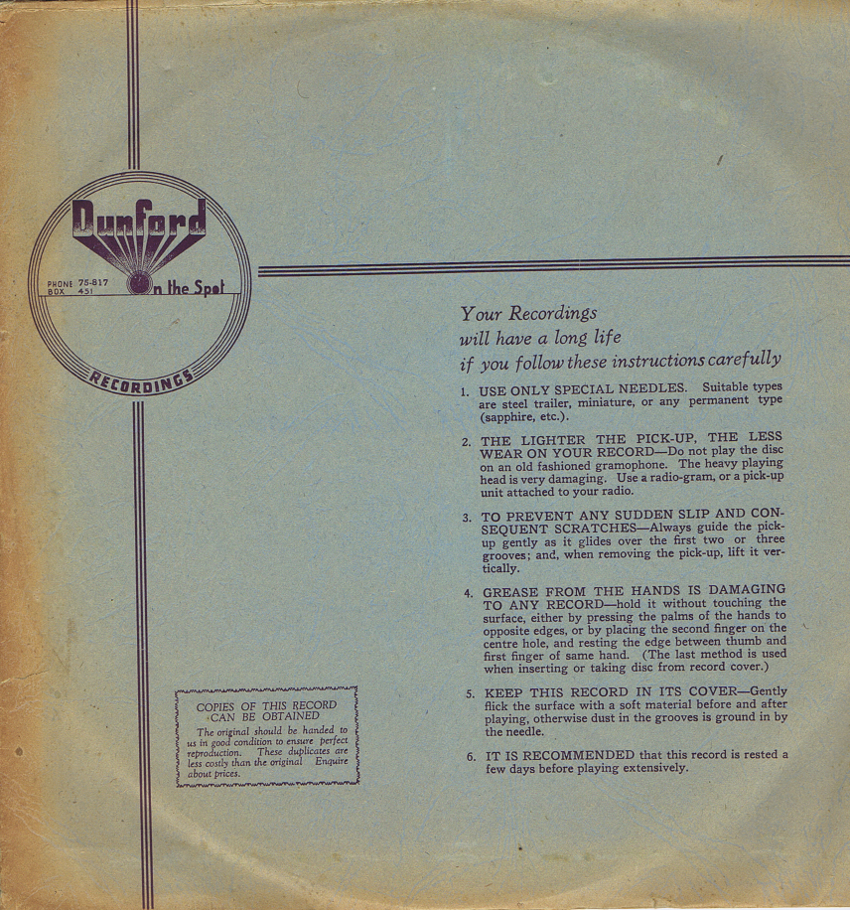 Dunford
PHONE 75-817
BOX 451
On the Spot
RECORDINGS
Your Recordings
will have a long life
if you follow these instructions carefully
1. USE ONLY SPECIAL NEEDLES. Suitable types
are steel trailer, miniature, or any permanent type
(sapphire, etc.).
2. THE LIGHTER THE PICK-UP, THE LESS
WEAR ON YOUR RECORD—Do not play the disc
on an old fashioned gramophone. The heavy playing
head is very damaging. Use a radio-gram, or a pick-up
unit attached to your radio.
3. TO PREVENT ANY SUDDEN SLIP AND CON-
SEQUENT SCRATCHES—Always guide the pick-
up gently as it glides over the first two or three
grooves; and, when removing the pick-up, lift it ver-
tically.
4. GREASE FROM THE HANDS IS DAMAGING
TO ANY RECORD—hold it without touching the
surface, either by pressing the palms of the hands to
opposite edges, or by placing the second finger on the
centre hole, and resting the edge between thumb and
first finger of same hand. (The last method is used
when inserting or taking disc from record cover.)
5. KEEP THIS RECORD IN ITS COVER—Gently
flick the surface with a soft material before and after
playing, otherwise dust in the grooves is ground in by
the needle.
6. IT IS RECOMMENDED that this record is rested a
few days before playing extensively.
COPIES OF THIS RECORD
CAN BE OBTAINED
The original should be handed to
us in good condition to ensure perfect
reproduction. These duplicates are
less costly than the original Enquire
about prices.